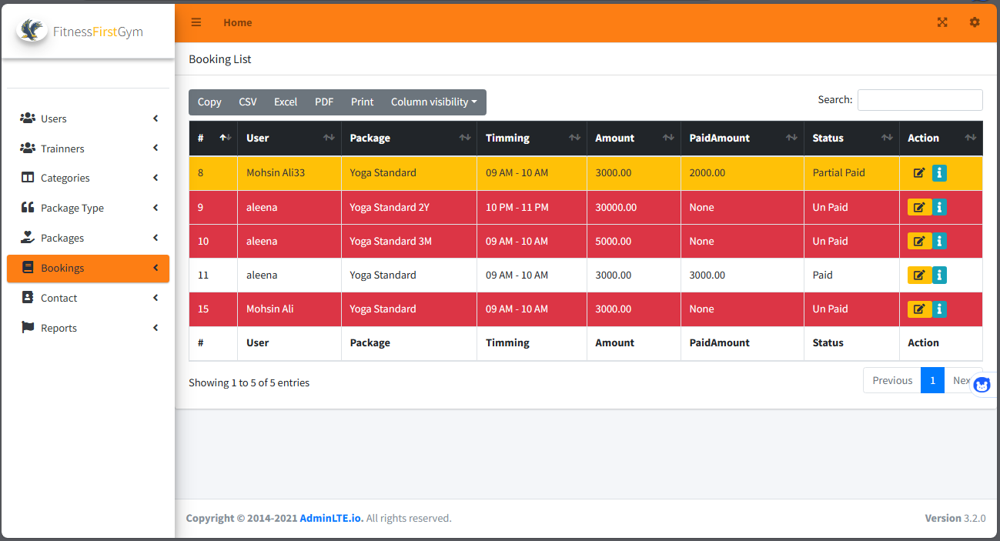 FitnessFirstGym
Home
Booking List
Users
Trainners
Categories
Package Type
Packages
Bookings
Contact
Reports
Copy CSV Excel PDF Print Column visibility
Search:
# User Package Timming Amount PaidAmount Status Action
8 Mohsin Ali33 Yoga Standard 09 AM - 10 AM 3000.00 2000.00 Partial Paid
9 aleena Yoga Standard 2Y 10 PM - 11 PM 30000.00 None Un Paid
10 aleena Yoga Standard 3M 09 AM - 10 AM 5000.00 None Un Paid
11 aleena Yoga Standard 09 AM - 10 AM 3000.00 3000.00 Paid
15 Mohsin Ali Yoga Standard 09 AM - 10 AM 3000.00 None Un Paid
# User Package Timming Amount PaidAmount Status Action
Showing 1 to 5 of 5 entries
Previous 1
Copyright © 2014-2021 AdminLTE.io. All rights reserved.
Version 3.2.0